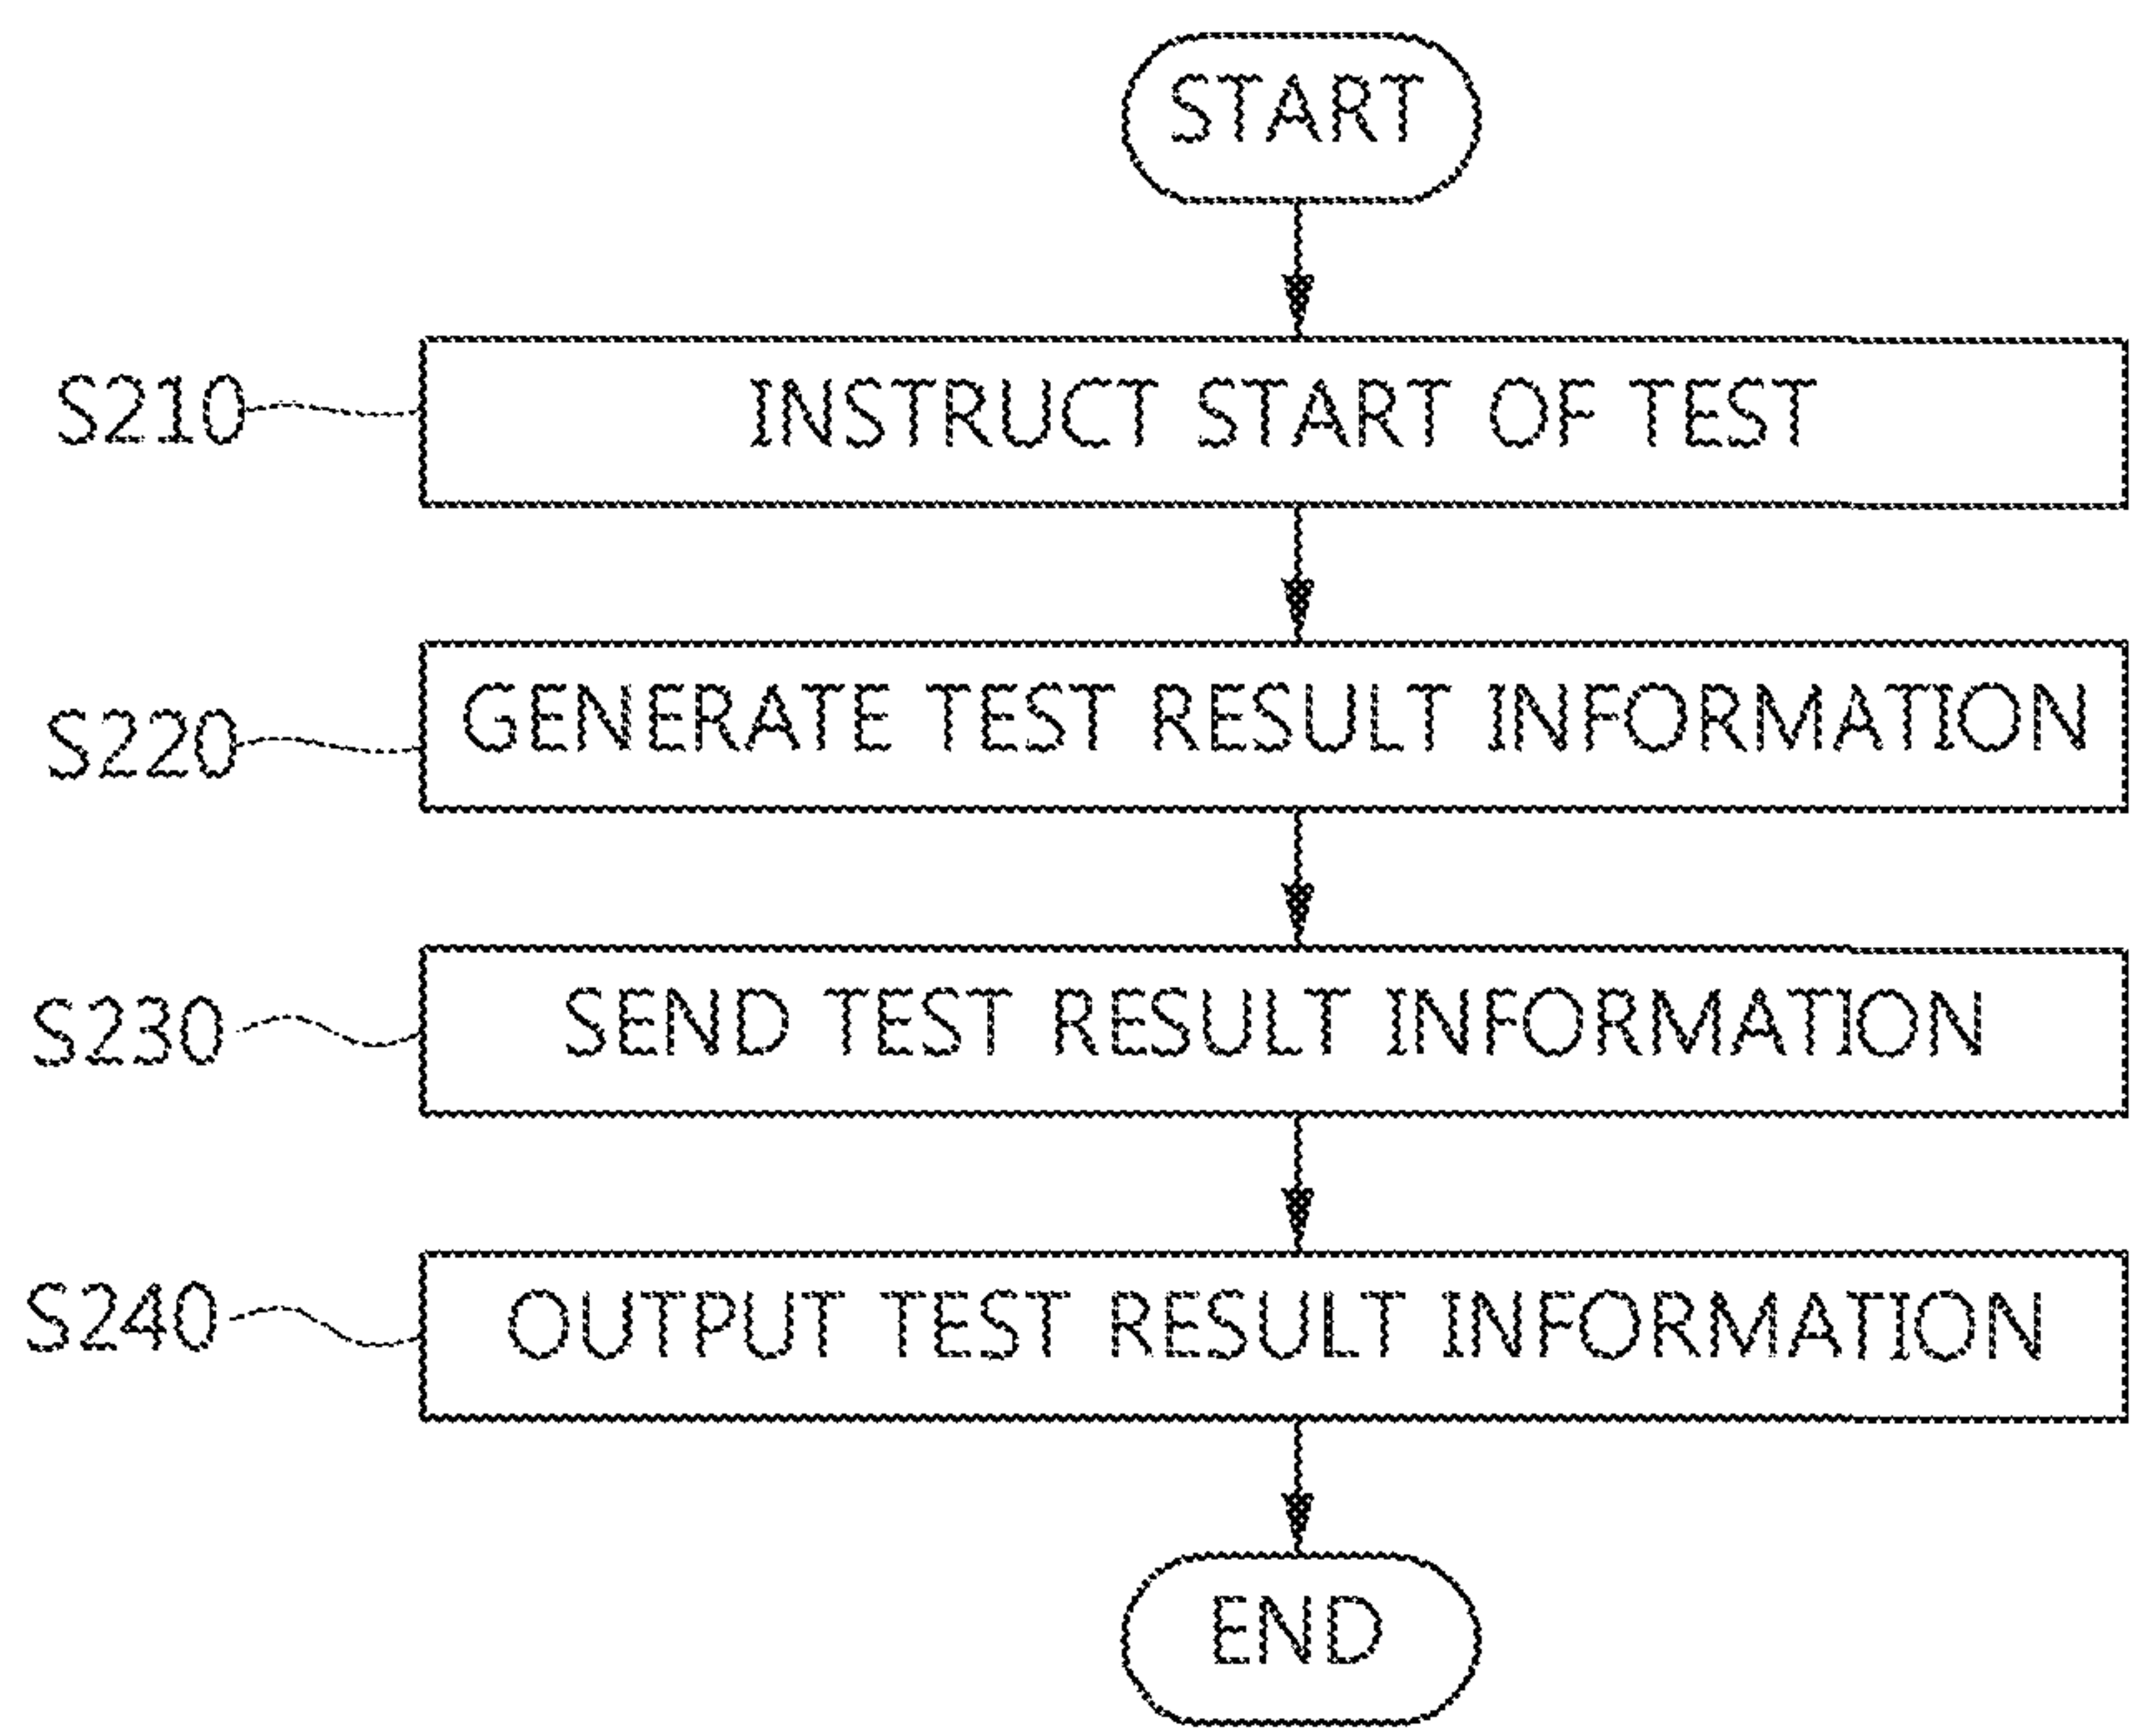 START
S210 INSTRUCT START OF TEST
S220 GENERATE TEST RESULT INFORMATION
S230 SEND TEST RESULT INFORMATION
S240 OUTPUT TEST RESULT INFORMATION
END